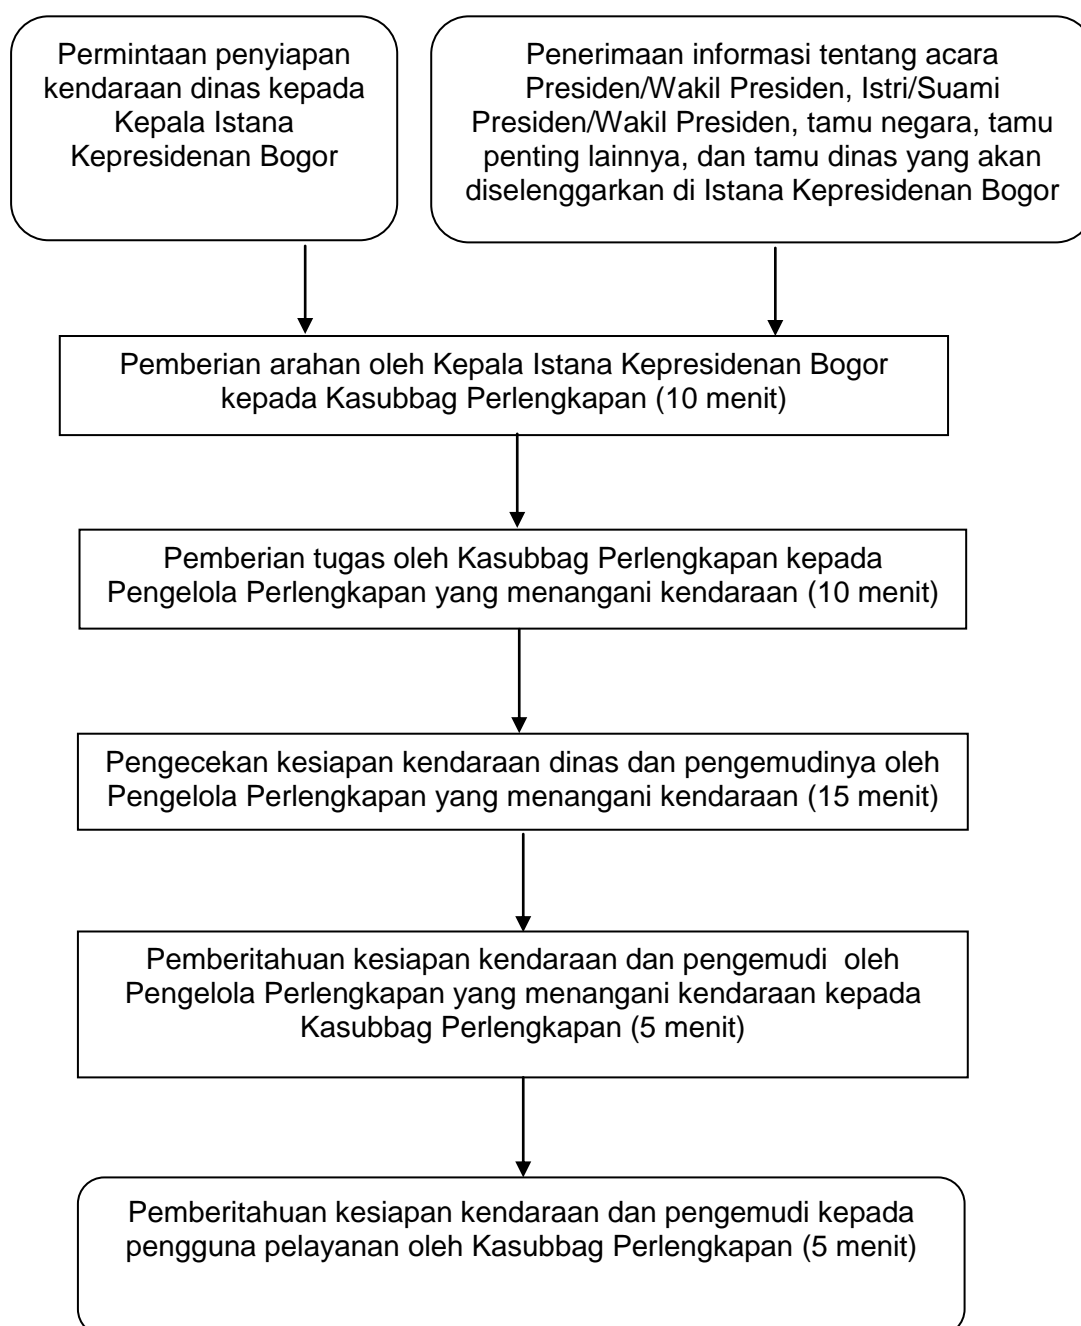 Permintaan penyiapan
kendaraan dinas kepada
Kepala Istana
Kepresidenan Bogor
Penerimaan informasi tentang acara
Presiden/Wakil Presiden, Istri/Suami
Presiden/Wakil Presiden, tamu negara, tamu
penting lainnya, dan tamu dinas yang akan
diselenggarkan di Istana Kepresidenan Bogor
Pemberian arahan oleh Kepala Istana Kepresidenan Bogor
kepada Kasubbag Perlengkapan (10 menit)
Pemberian tugas oleh Kasubbag Perlengkapan kepada
Pengelola Perlengkapan yang menangani kendaraan (10 menit)
Pengecekan kesiapan kendaraan dinas dan pengemudinya oleh
Pengelola Perlengkapan yang menangani kendaraan (15 menit)
Pemberitahuan kesiapan kendaraan dan pengemudi  oleh
Pengelola Perlengkapan yang menangani kendaraan kepada
Kasubbag Perlengkapan (5 menit)
Pemberitahuan kesiapan kendaraan dan pengemudi kepada
pengguna pelayanan oleh Kasubbag Perlengkapan (5 menit)